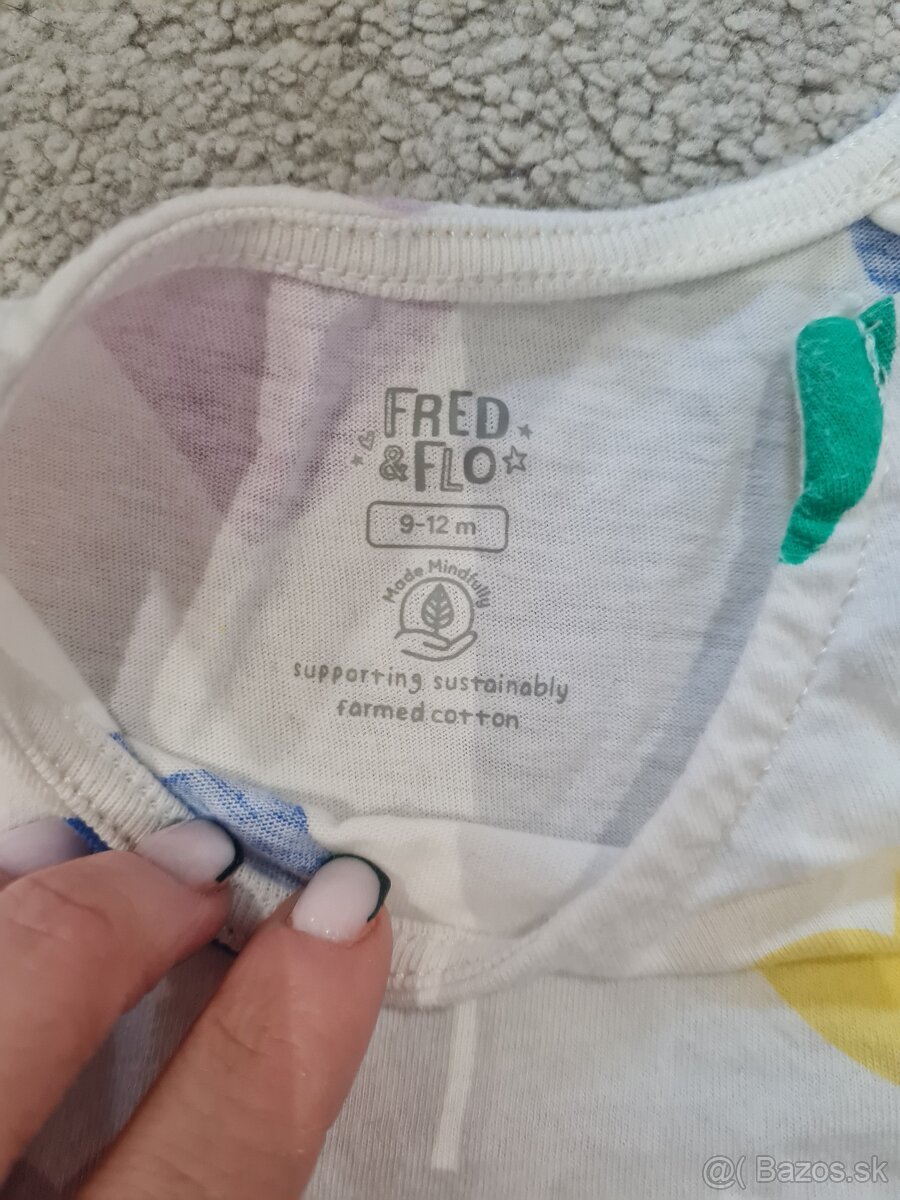 FRED
&FLO
9-12 m
Made Mindfully
supporting sustainably
farmed cotton
@( Bazos.sk